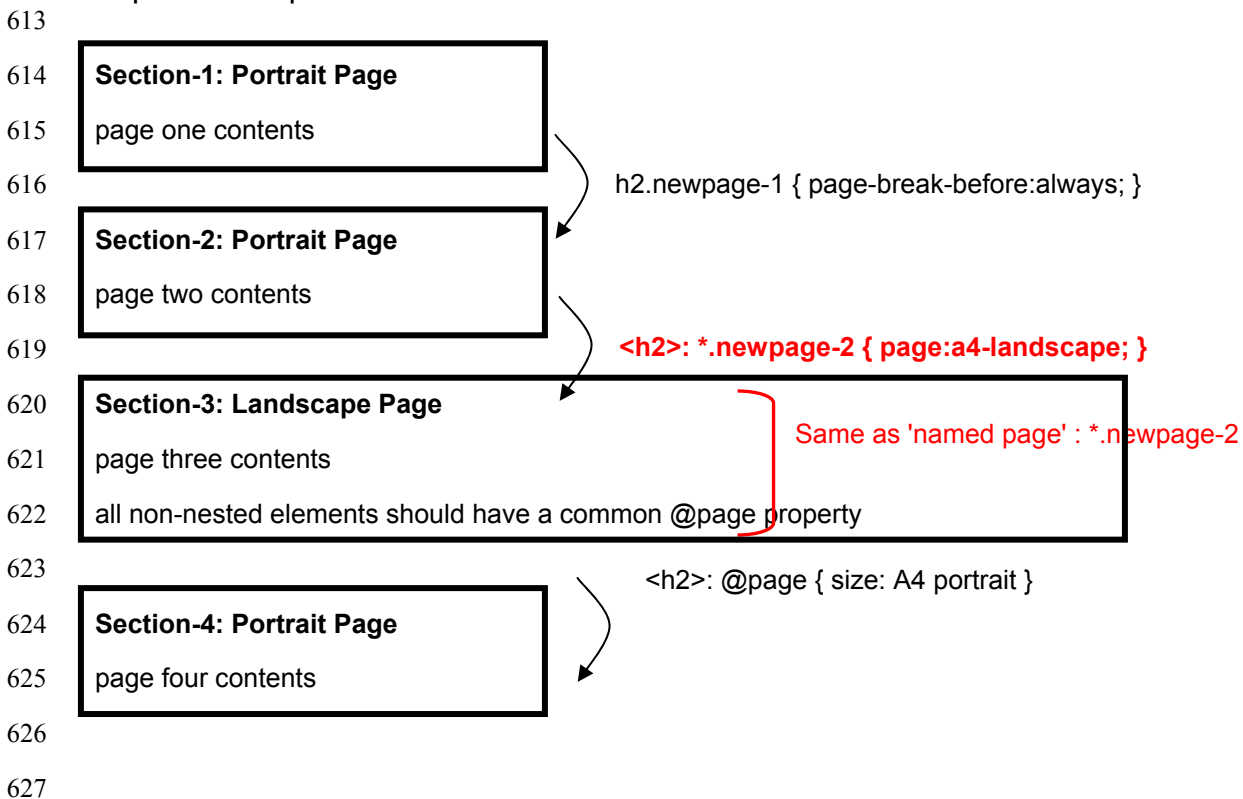 613
614 Section-1: Portrait Page
615 page one contents
616 h2.newpage-1 { page-break-before:always; }
617 Section-2: Portrait Page
618 page two contents
619 <h2>: *.newpage-2 { page:a4-landscape; }
620 Section-3: Landscape Page
Same as 'named page' : *.newpage-2
621 page three contents
622 all non-nested elements should have a common @page property
623 <h2>: @page { size: A4 portrait }
624 Section-4: Portrait Page
625 page four contents
626
627